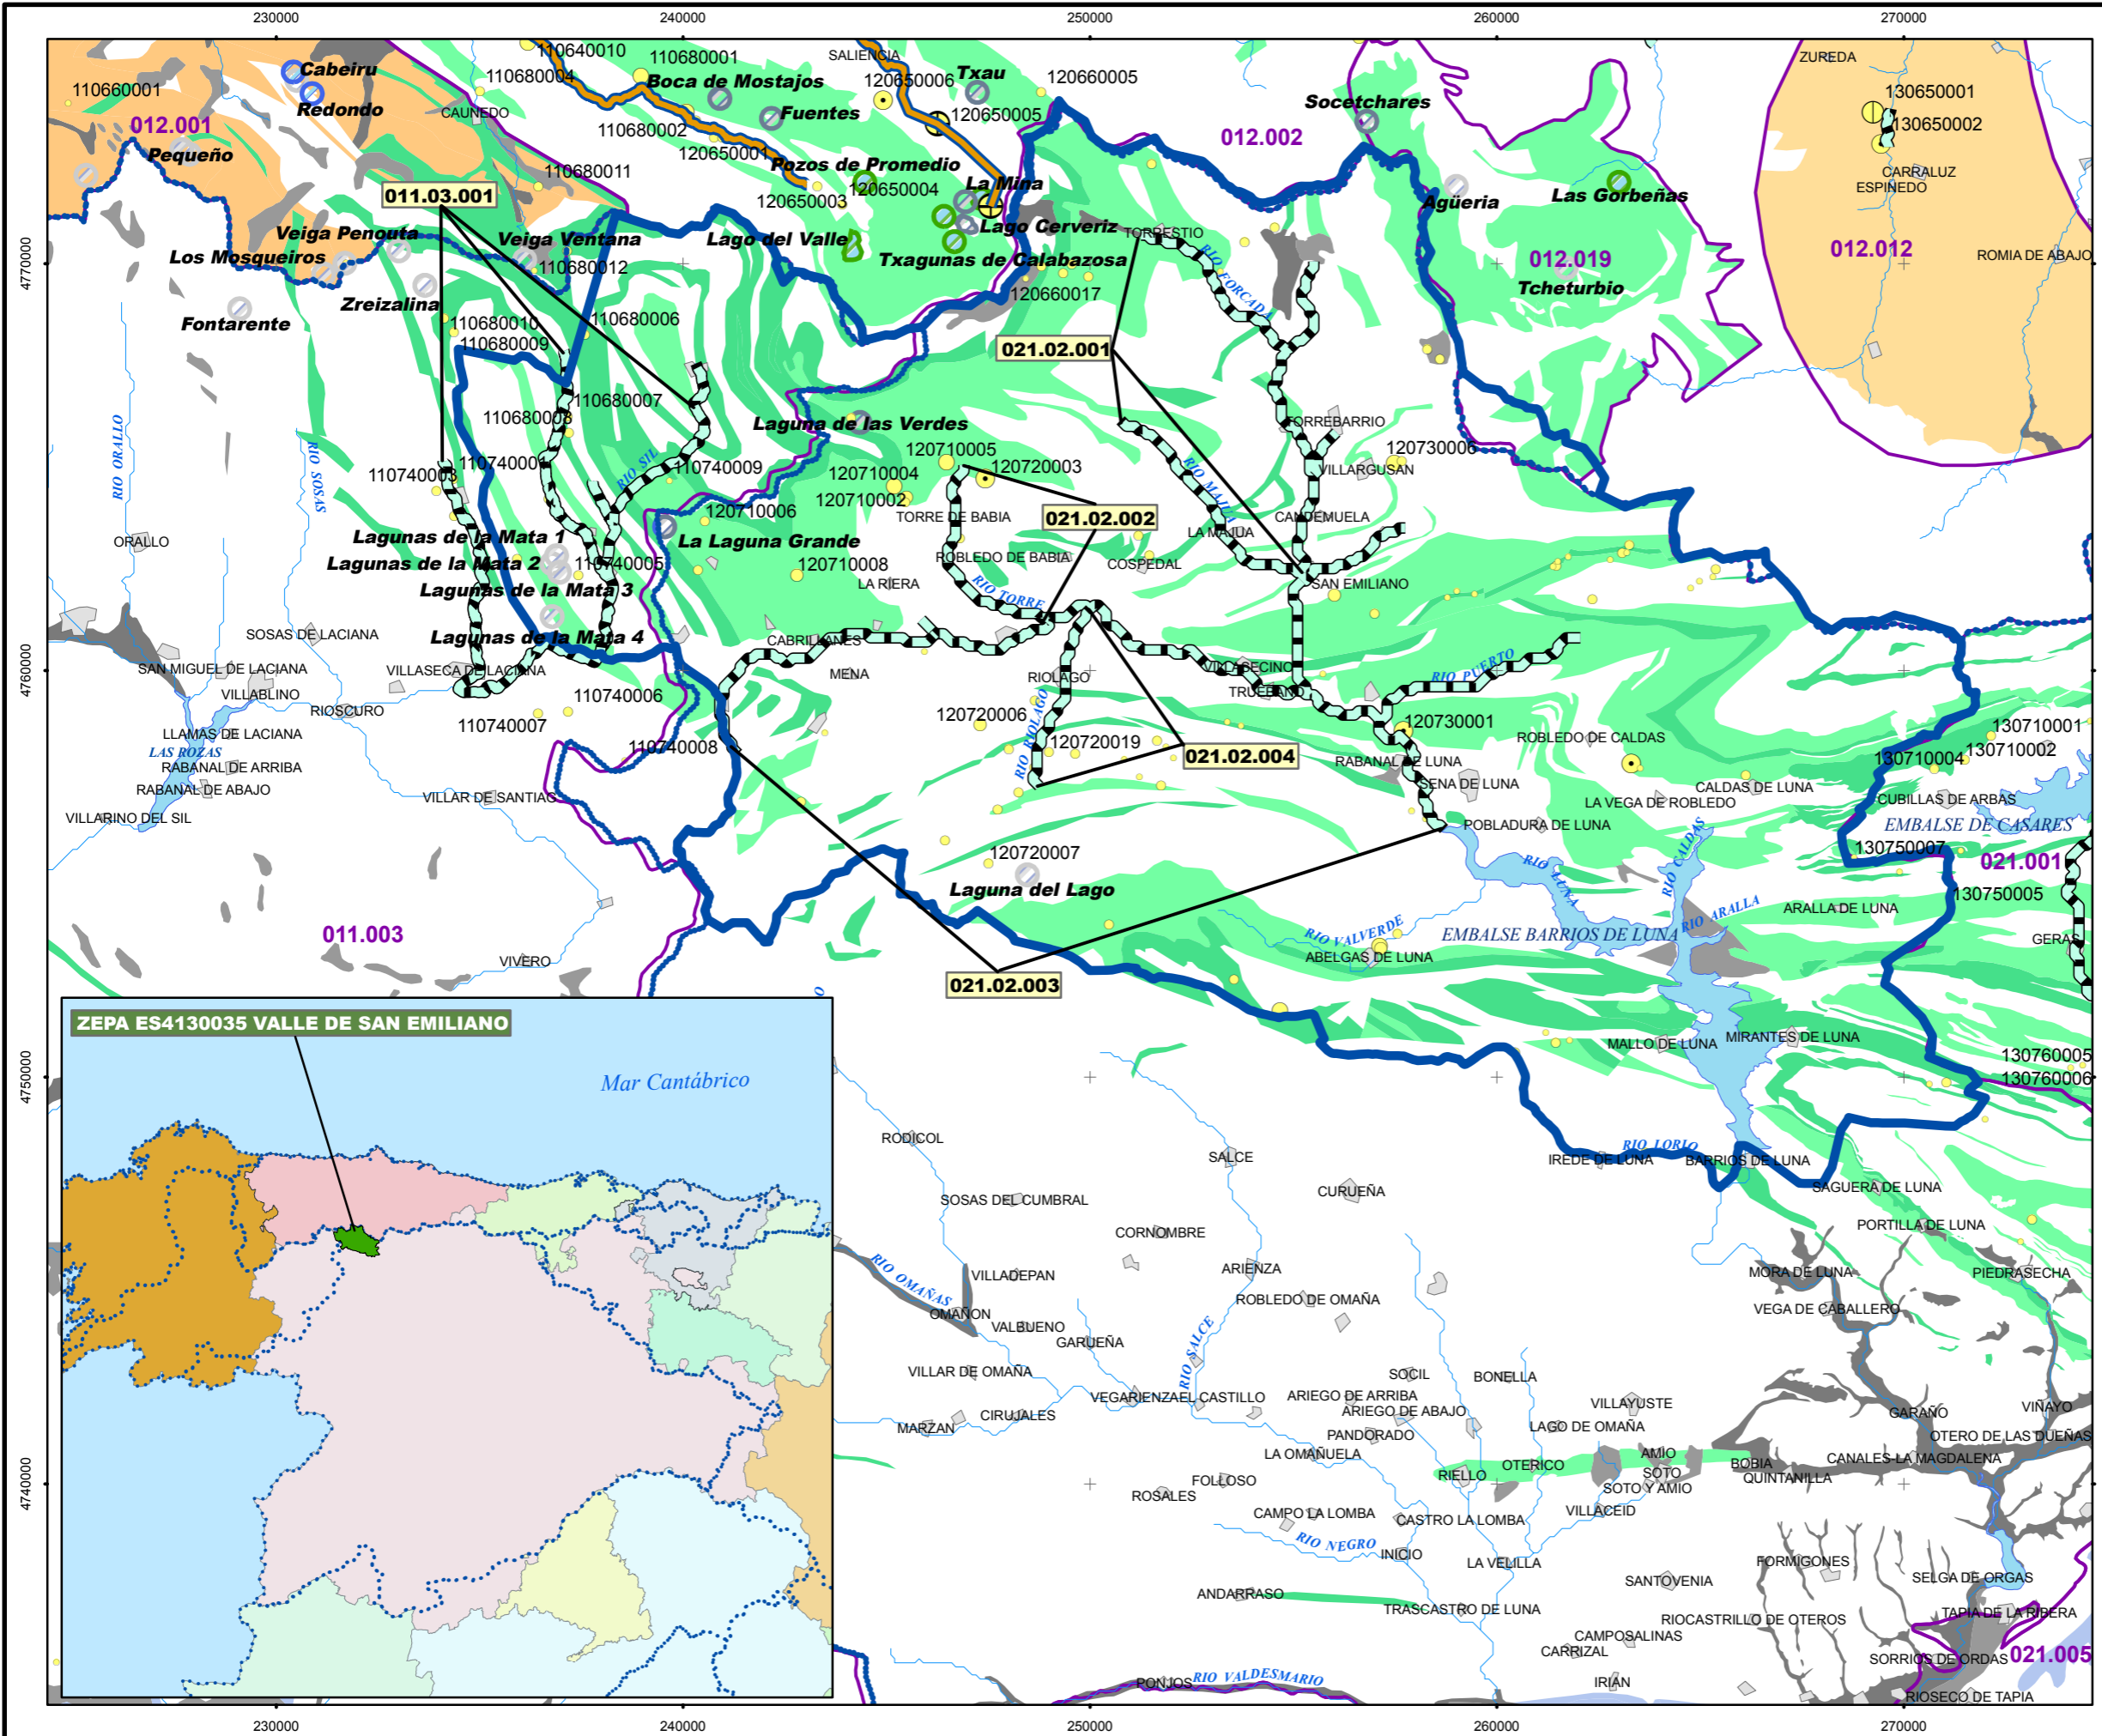 230000
240000
250000
260000
270000
110640010
110680001
SALIENCIA
ZUREDA
Cabeiru
110680004
Boca de Mostajos
120650006
Txau
120660005
110660001
Redondo
CAUNEDO
Fuentes
120650005
Socetchares
130650001
012.001
110680002
012.002
130650002
Pequeño
120650001
Pozos de Promedio
CARRALUZ
110680011
ESPINEDO
011.03.001
120650004
La Mina
Las Gorbeñas
120650003
Agüeria
Veiga Penouta
Veiga Ventana
Lago del Valle
Lago Cerveriz
TORRESTIO
Los Mosqueiros
Txagunas de Calabazosa
012.019
012.012
ROMIA DE ABAJO
110680012
RIO FORCADA
4770000
Zreizalina
120660017
Tcheturbio
Fontarente
110680010
110680006
110680009
021.02.001
110680007
110680008
Laguna de las Verdes
TORREBARRIO
RIO ORALLO
RIO SOSAS
RIO SIL
120710005
120730006
110740003
110740001
110740009
120710004
120720003
RIO MAJUA
VILLARGUSAN
120710002
120710006
TORRE DE BABIA
021.02.002
CANDEMUELA
LA MAJUA
Lagunas de la Mata 1
La Laguna Grande
ORALLO
Lagunas de la Mata 2
110740005
ROBLEDO DE BABIA
COSPEDAL
120710008
LA RIERA
SAN EMILIANO
Lagunas de la Mata 3
RIO TORRE
SOSAS DE LACIANA
Lagunas de la Mata 4
CABRILLANES
4760000
SAN MIGUEL DE LACIANA
VILLASECA DE LACIANA
MENA
RIOLAGO
VILLASECINO
RIO PUERTO
VILLABLINO
110740006
TRUEBANO
RIOSCURO
110740007
120720006
RIO RIOLAGO
120730001
130710001
LLAMAS DE LACIANA
110740008
120720019
ROBLEDO DE CALDAS
130710002
LAS ROZAS
021.02.004
130710004
RABANAL DE ARRIBA
RABANAL DE LUNA
RABANAL DE ABAJO
VILLAR DE SANTIAG
SENA DE LUNA
CALDAS DE LUNA
LA VEGA DE ROBLEDO
CUBILLAS DE ARBAS
VILLARINO DEL SIL
POBLADURA DE LUNA
EMBALSE DE CASARES
RIO CALDAS
120720007
130750007
021.001
RIO LUNA
Laguna del Lago
130750005
011.003
RIO VALVERDE
EMBALSE BARRIOS DE LUNA
RIO ARALLA
ARALLA DE LUNA
GERAS
VIVERO
ABELGAS DE LUNA
021.02.003
ZEPA ES4130035 VALLE DE SAN EMILIANO
MALLO DE LUNA
MIRANTES DE LUNA
130760005
4750000
Mar Cantábrico
130760006
RODICOL
SALCE
RIO LORIO
IREDE DE LUNA
BARRIOS DE LUNA
SOSAS DEL CUMBRAL
CURUEÑA
SAGUERA DE LUNA
CORNOMBRE
PORTILLA DE LUNA
RIO OMAÑAS
VILLADEPAN
ARIENZA
MORA DE LUNA
PIEDRASECHA
ROBLEDO DE OMAÑA
VEGA DE CABALLERO
OMAÑON
VALBUENO
GARUEÑA
RIO SALCE
VILLAR DE OMAÑA
SOCIL
BONELLA
VEGARIENZA
EL CASTILLO
ARIEGO DE ARRIBA
VILLAYUSTE
CIRUJALES
ARIEGO DE ABAJO
GARAÑO
VIÑAYO
MARZAN
PANDORADO
LAGO DE OMAÑA
OTERO DE LAS DUEÑAS
LA OMAÑUELA
OTERICO
AMIO
BOBIA
CANALES-LA MAGDALENA
4740000
FOLLOSO
RIELLO
SOTO
QUINTANILLA
ROSALES
SOTO Y AMIO
CAMPO LA LOMBA
CASTRO LA LOMBA
VILLACEID
RIO NEGRO
INICIO
LA VELILLA
FORMIGONES
SANTOVENIA
SELGA DE ORGAS
ANDARRASO
TRASCASTRO DE LUNA
RIOCASTRILLO DE OTEROS
TAPIA DE LA RIBERA
CAMPOSALINAS
CARRIZAL
SORRIOS DE ORDAS
021.005
PONJOS
RIO VALDESMARIO
IRIAN
RIOSECO DE TAPIA
230000
240000
250000
260000
270000